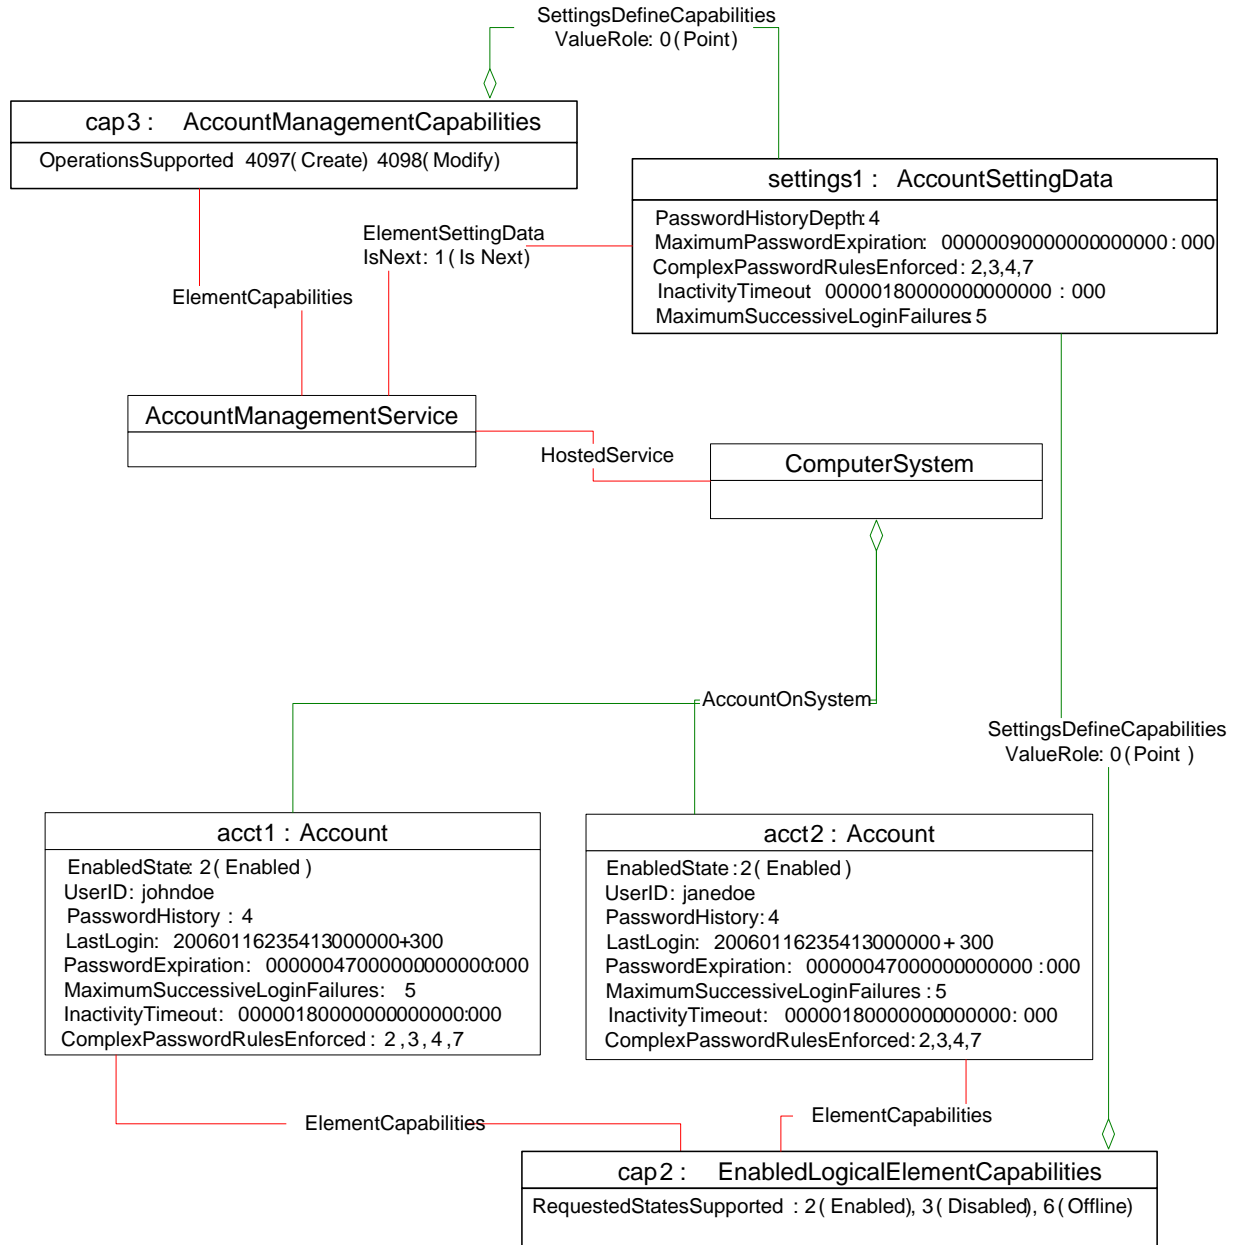 SettingsDefineCapabilities
ValueRole: 0(Point)
cap3 : AccountManagementCapabilities
OperationsSupported 4097(Create) 4098(Modify)
settings1 : AccountSettingData
PasswordHistoryDepth: 4
MaximumPasswordExpiration: 00000090000000000000 : 000
ComplexPasswordRulesEnforced : 2,3,4,7
InactivityTimeout 00000180000000000000 : 000
MaximumSuccessiveLoginFailures: 5
ElementSettingData
IsNext: 1( Is Next)
ElementCapabilities
AccountManagementService
HostedService
ComputerSystem
AccountOnSystem
SettingsDefineCapabilities
ValueRole: 0(Point )
acct1 : Account
EnabledState: 2( Enabled )
UserID: johndoe
PasswordHistory : 4
LastLogin: 20060116235413000000+300
PasswordExpiration: 00000047000000000000:000
MaximumSuccessiveLoginFailures: 5
InactivityTimeout: 00000180000000000000:000
ComplexPasswordRulesEnforced : 2 ,3 , 4 ,7
acct2 : Account
EnabledState :2( Enabled )
UserID: janedoe
PasswordHistory: 4
LastLogin: 20060116235413000000 + 300
PasswordExpiration: 00000047000000000000 :000
MaximumSuccessiveLoginFailures : 5
InactivityTimeout: 00000180000000000000: 000
ComplexPasswordRulesEnforced: 2,3,4,7
ElementCapabilities
ElementCapabilities
cap2 : EnabledLogicalElementCapabilities
RequestedStatesSupported : 2( Enabled), 3( Disabled), 6( Offline)